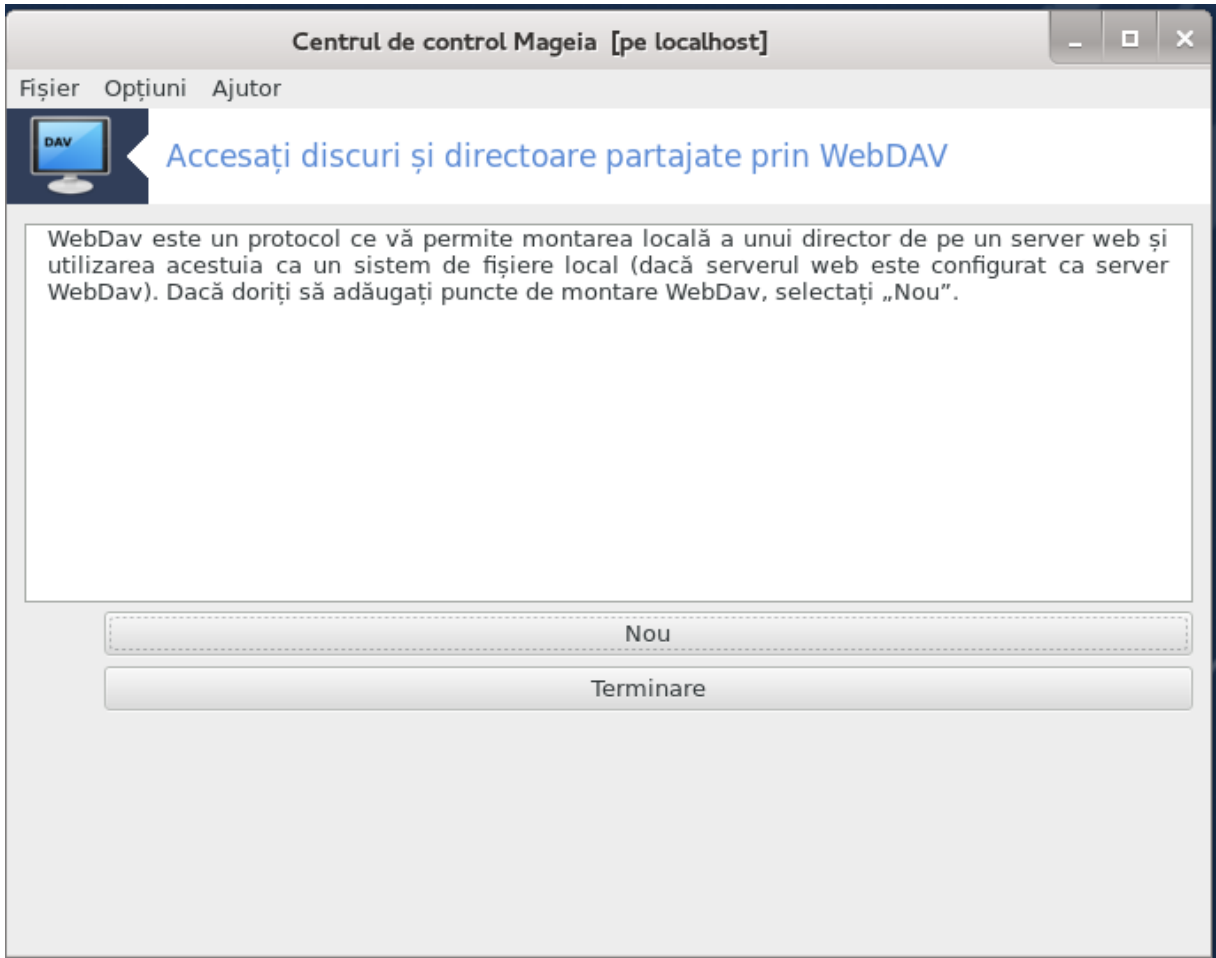 Centrul de control Mageia [pe localhost]
Fișier Opțiuni Ajutor
DAV
Accesați discuri și directoare partajate prin WebDAV
WebDav este un protocol ce vă permite montarea locală a unui director de pe un server web și
utilizarea acestuia ca un sistem de fișiere local (dacă serverul web este configurat ca server
WebDav). Dacă doriți să adăugați puncte de montare WebDav, selectați „Nou”.
Nou
Terminare